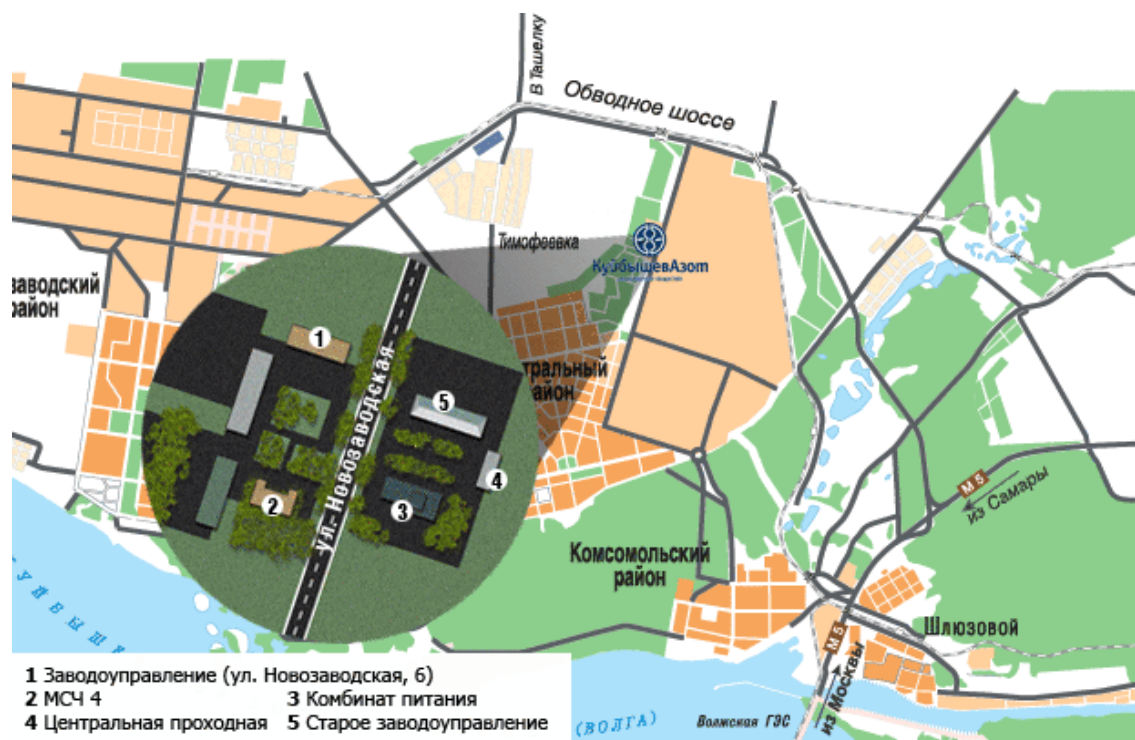 В Ташелку
Обводное шоссе
Тимофеевка
КуйбышевАзот
заводский
район
1
ул. Новозаводская
5
тральный
район
4
2
3
М 5
из Самары
Комсомольский
район
Шлюзовой
М 5
из Москвы
УЙБЫШ
(ВОЛГА)
Волжская ГЭС
1 Заводоуправление (ул. Новозаводская, 6)
2 МСЧ 4 3 Комбинат питания
4 Центральная проходная 5 Старое заводоуправление